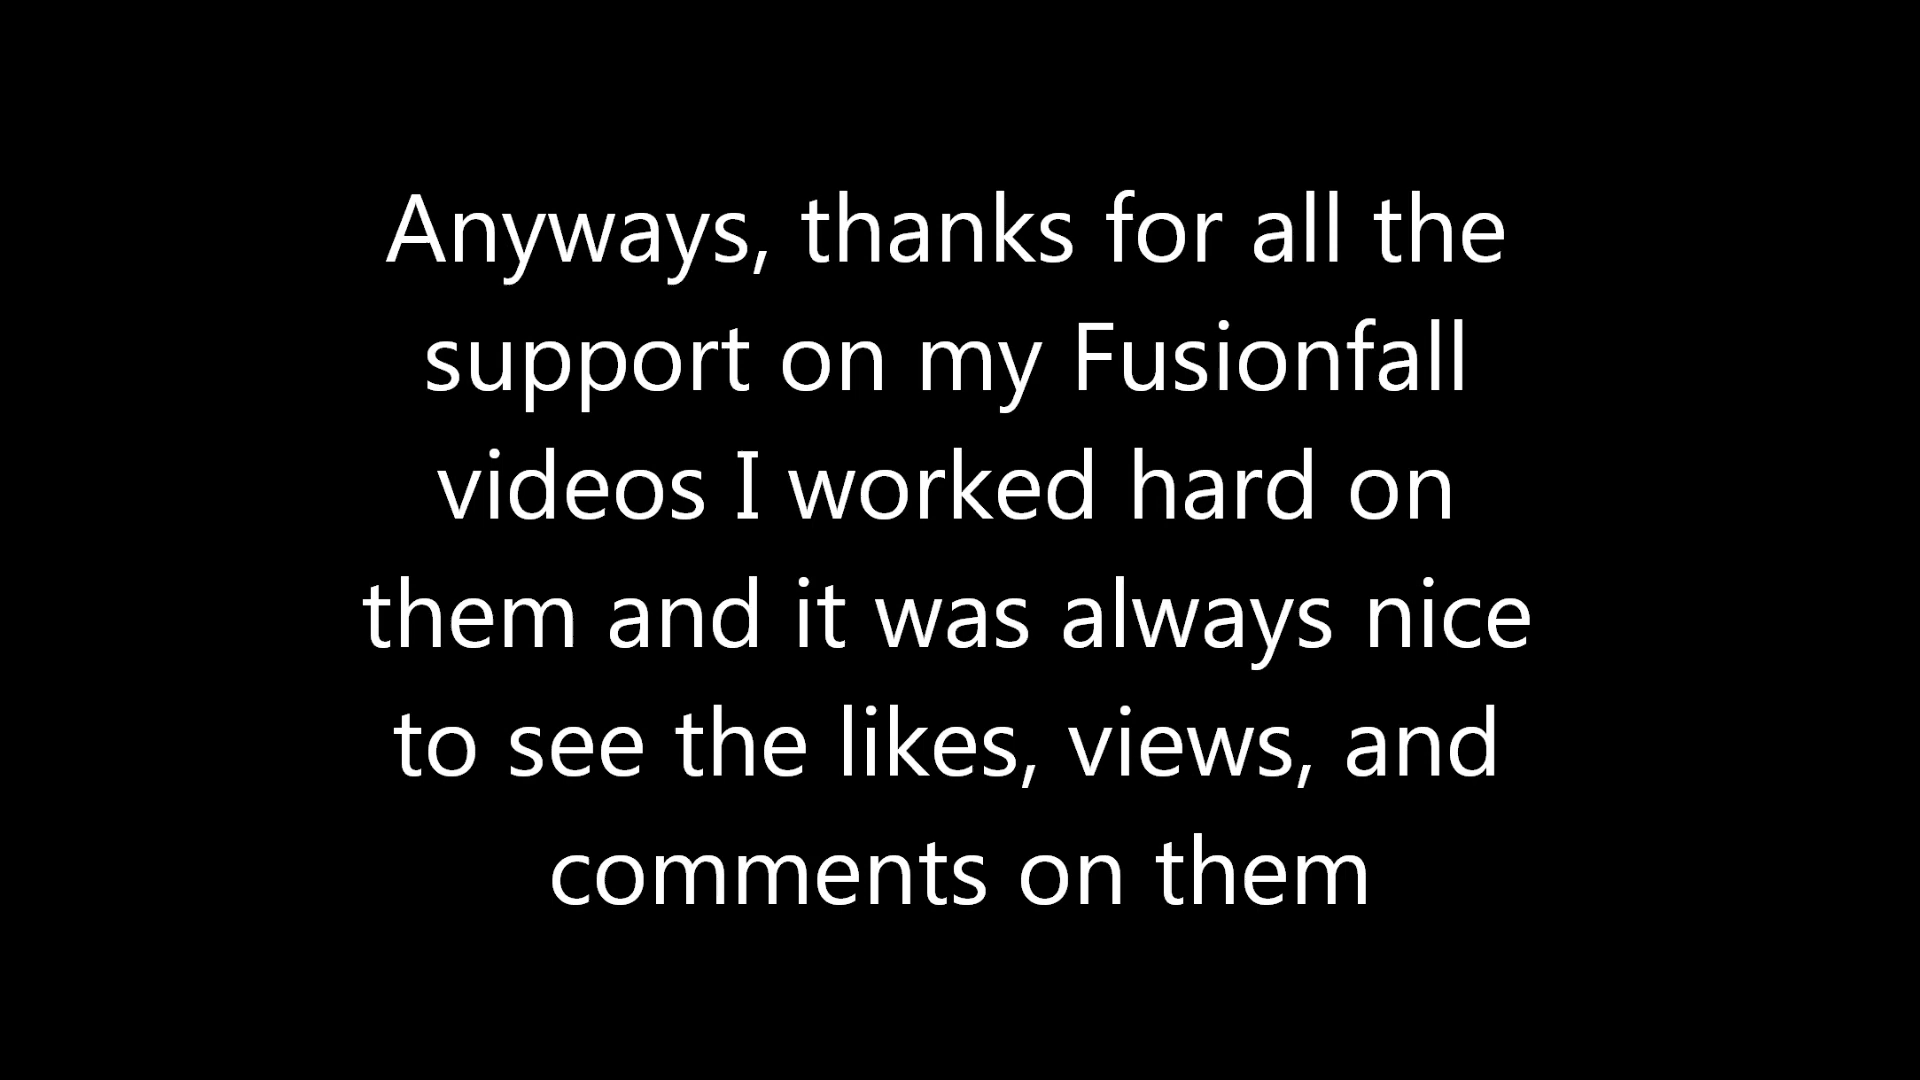 Anyways, thanks for all the
support on my Fusionfall
videos I worked hard on
them and it was always nice
to see the likes, views, and
comments on them